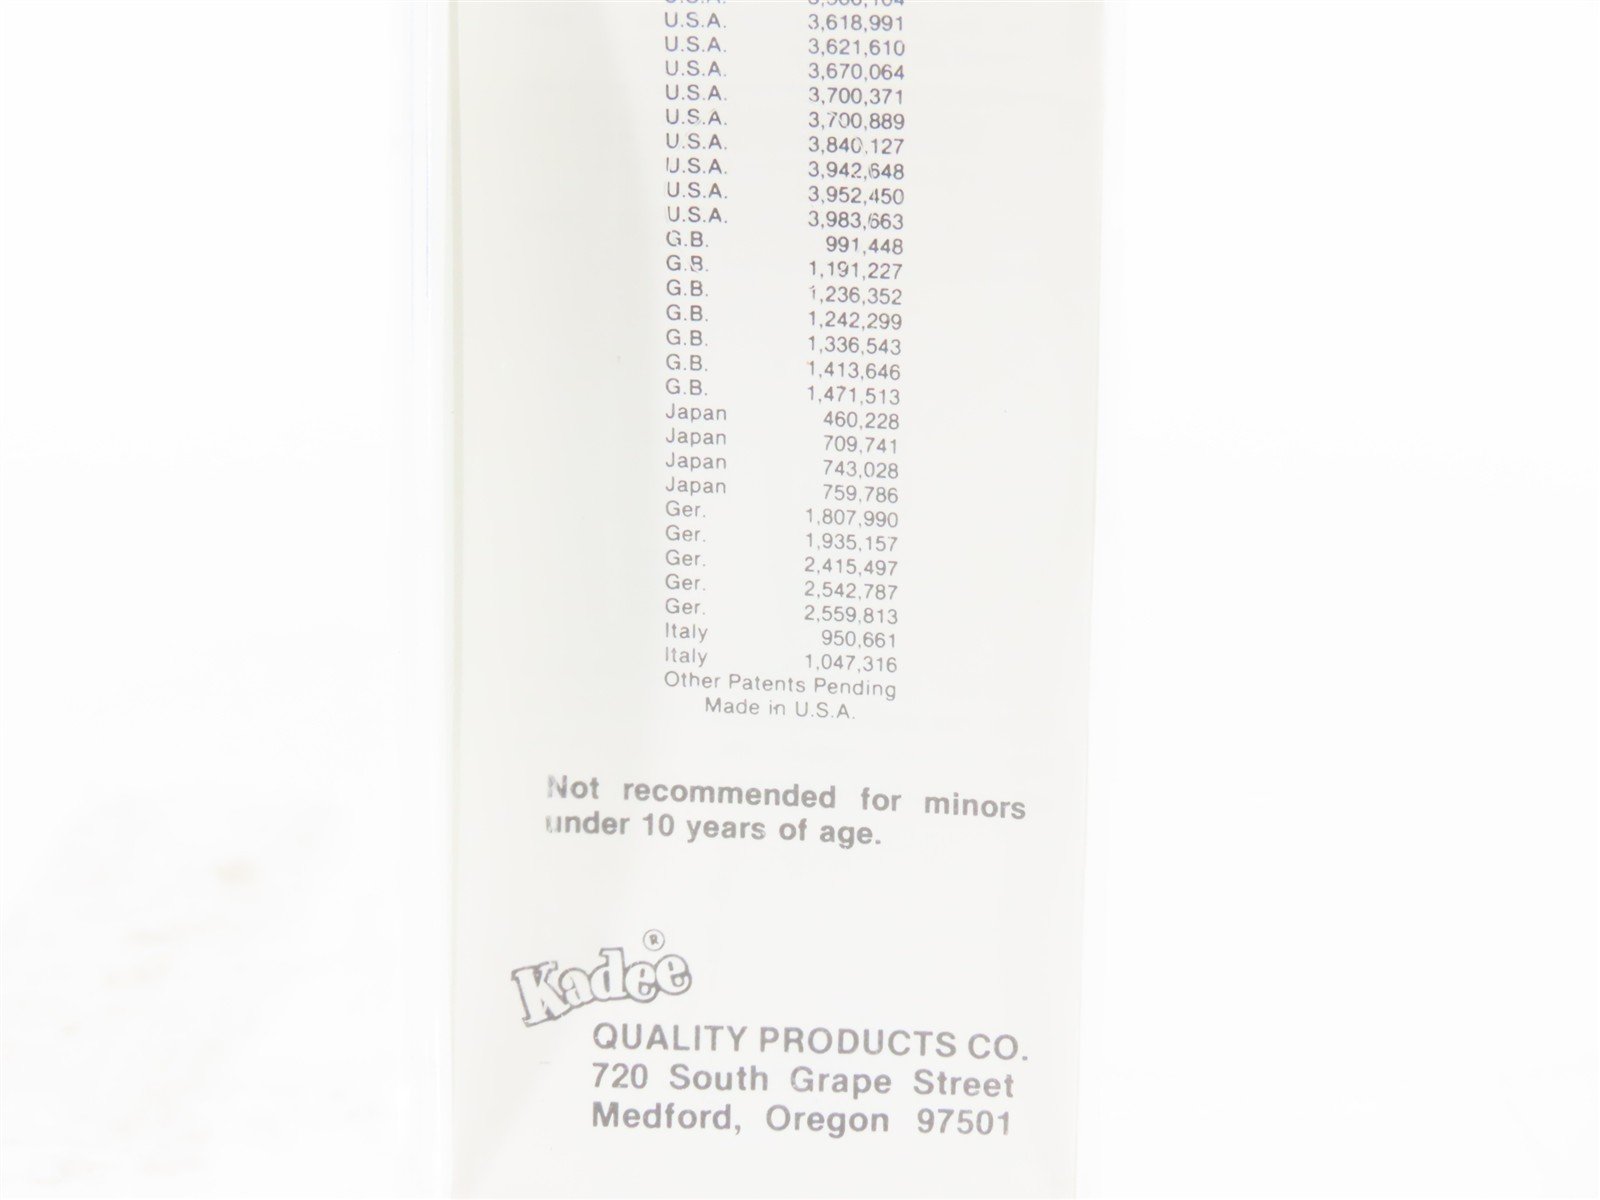 U.S.A. 3,618,991
U.S.A. 3,621,610
U.S.A. 3,670,064
U.S.A. 3,700,371
U.S.A. 3,700,889
U.S.A. 3,840,127
U.S.A. 3,942,648
U.S.A. 3,952,450
U.S.A. 3,983,663
G.B. 991,448
G.B. 1,191,227
G.B. 1,236,352
G.B. 1,242,299
G.B. 1,336,543
G.B. 1,413,646
G.B. 1,471,513
Japan 460,228
Japan 709,741
Japan 743,028
Japan 759,786
Ger. 1,807,990
Ger. 1,935,157
Ger. 2,415,497
Ger. 2,542,787
Ger. 2,559,813
Italy 950,661
Italy 1,047,316
Other Patents Pending
Made in U.S.A.
Not recommended for minors
under 10 years of age.
Kadee®
QUALITY PRODUCTS CO.
720 South Grape Street
Medford, Oregon 97501